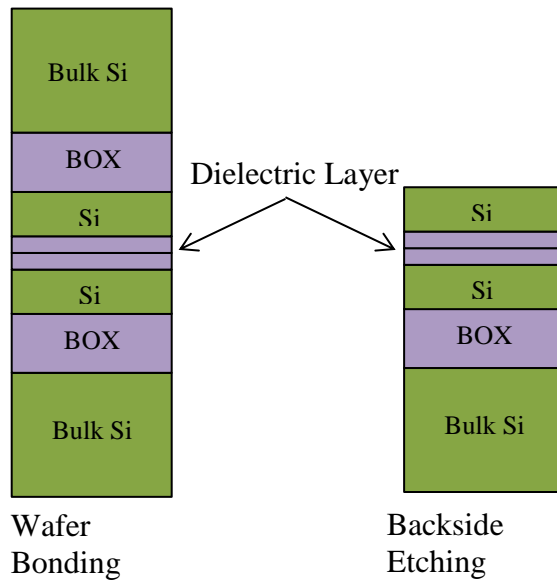 Bulk Si
BOX
Si
Si
BOX
Bulk Si
Wafer
Bonding
Dielectric Layer
Si
Si
BOX
Bulk Si
Backside
Etching